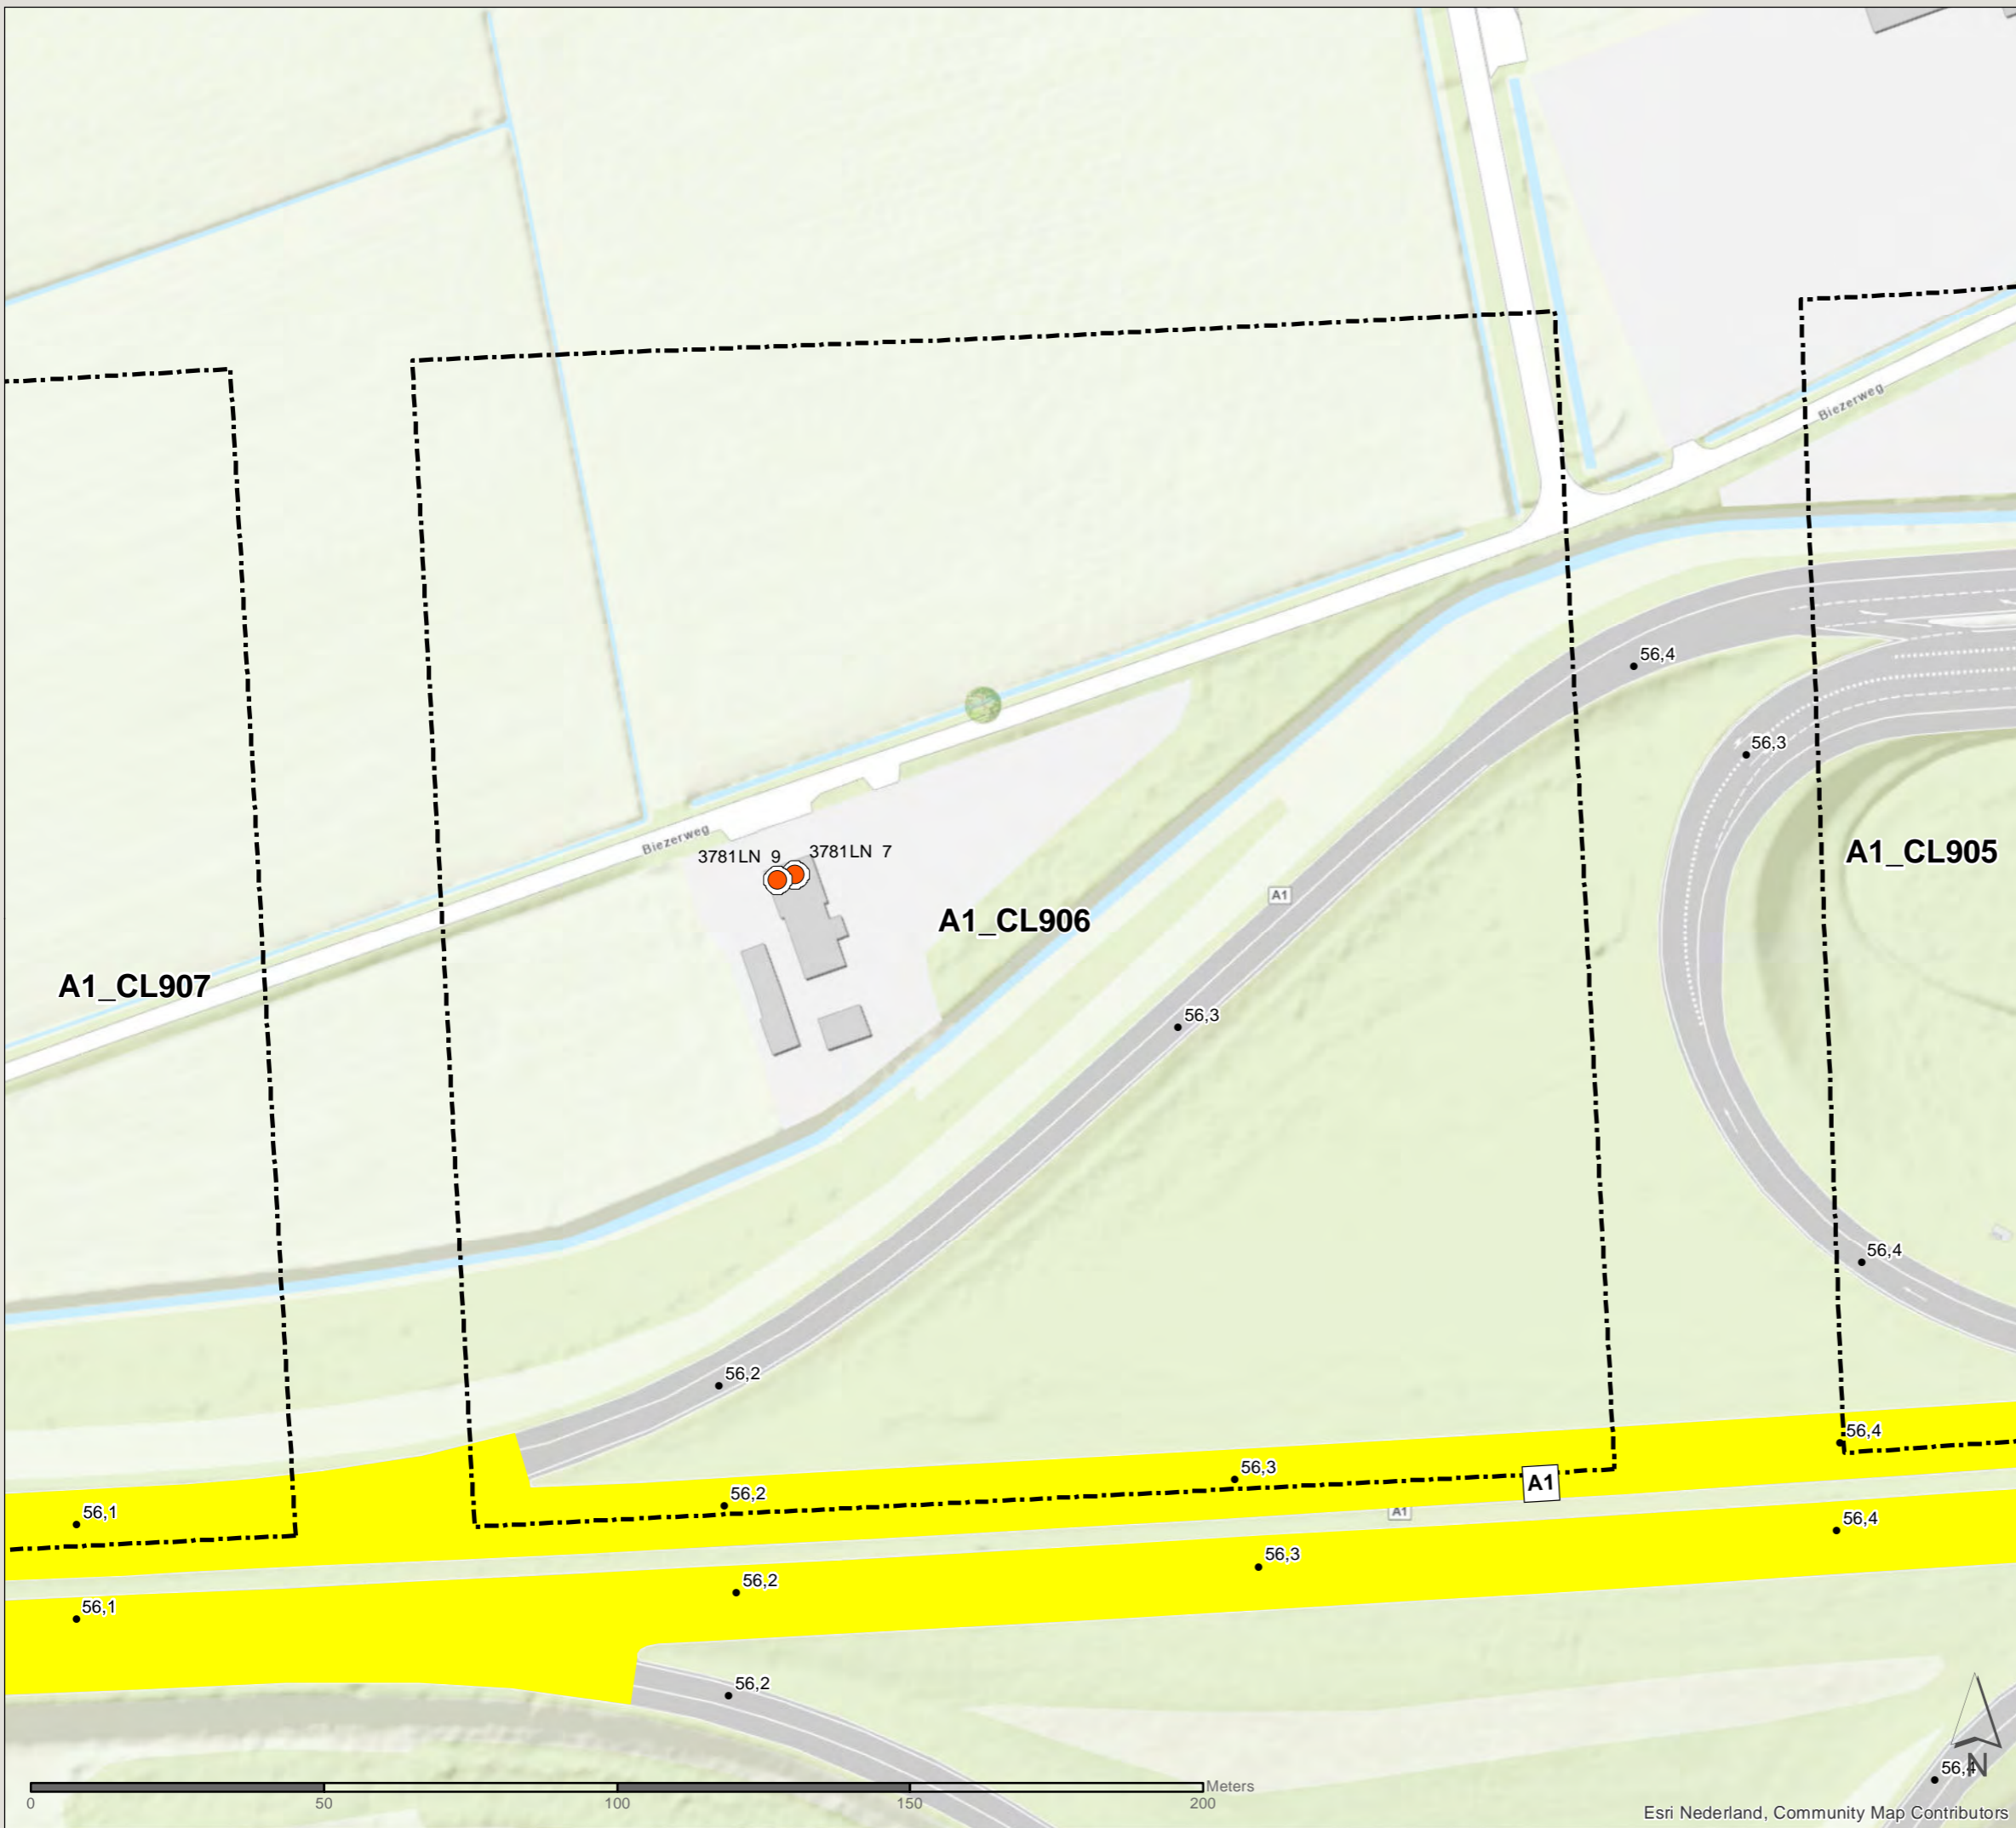 Biezerweg
56,4
56,3
Biezerweg
3781LN 9
3781LN 7
A1_CL905
A1
A1_CL906
A1_CL907
56,3
56,4
56,2
56,4
56,3
A1
56,2
56,1
A1
56,4
56,3
56,2
56,1
56,2
56,4
N
Meters
0
50
100
150
200
Esri Nederland, Community Map Contributors